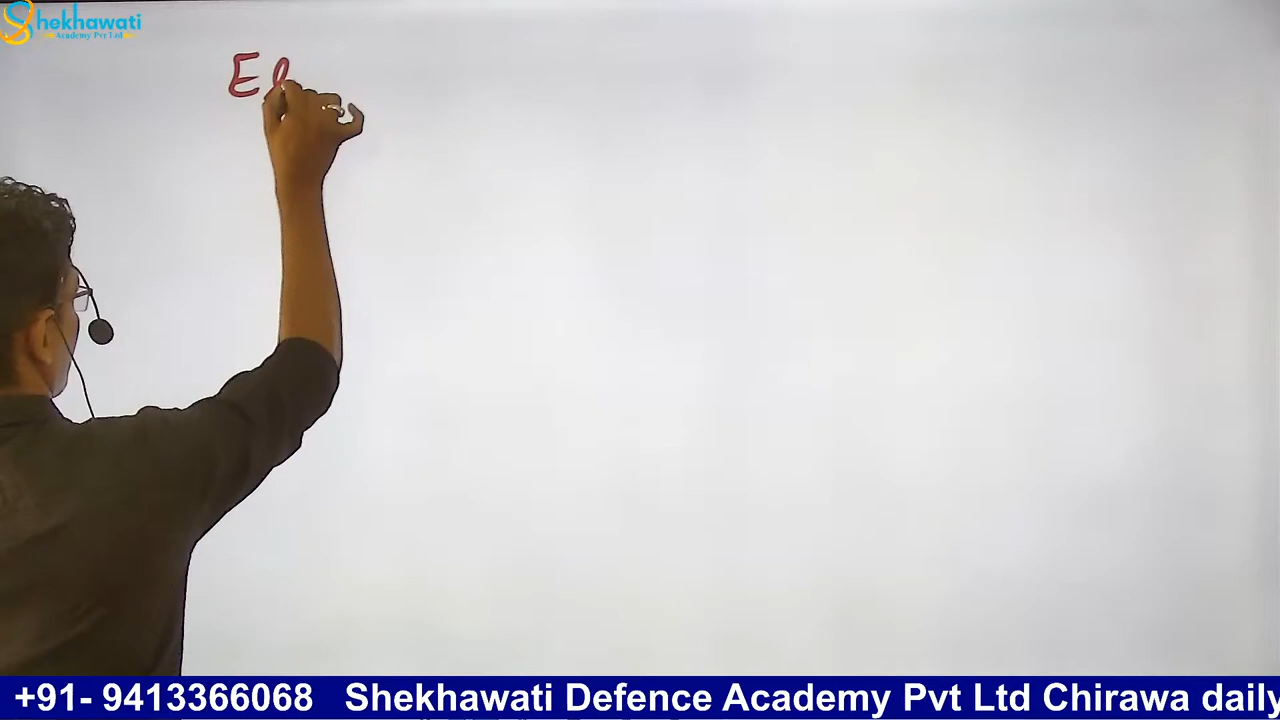 Shekhawati
Academy Pvt Ltd
El
+91- 9413366068 Shekhawati Defence Academy Pvt Ltd Chirawa daily